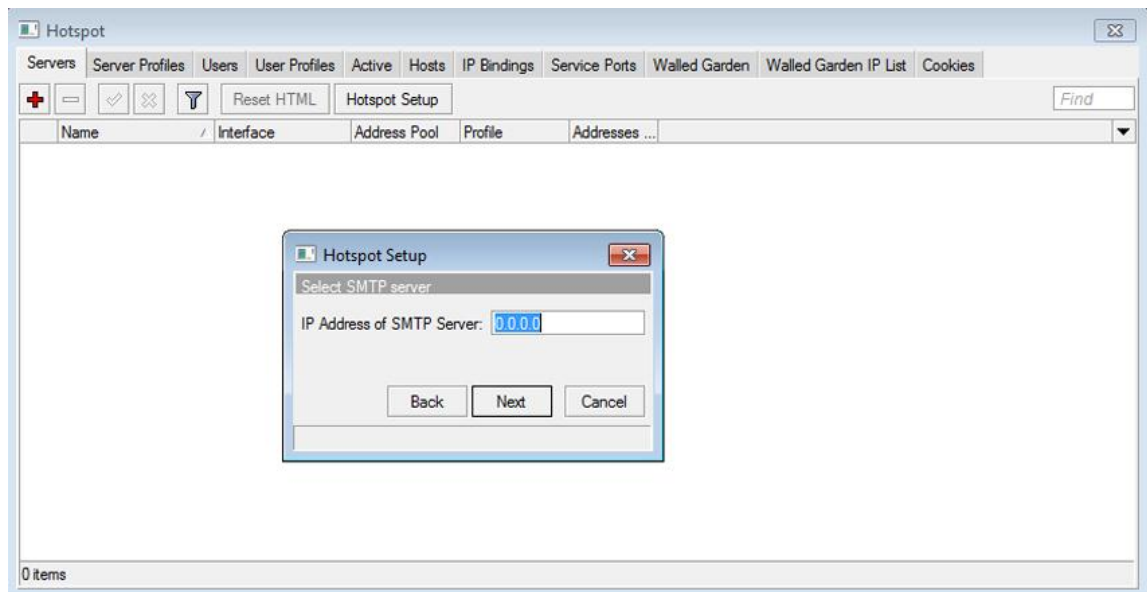 Hotspot
Servers Server Profiles Users User Profiles Active Hosts IP Bindings Service Ports Walled Garden Walled Garden IP List Cookies
Reset HTML Hotspot Setup Find
Name / Interface Address Pool Profile Addresses ...
Hotspot Setup
Select SMTP server
IP Address of SMTP Server: 0.0.0.0
Back Next Cancel
0 items